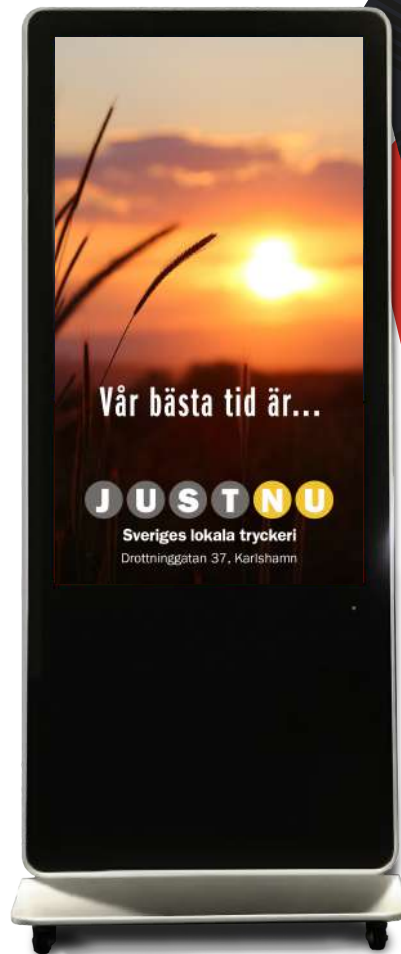 Vår bästa tid är...
JUSTNU
Sveriges lokala tryckeri
Drottninggatan 37, Karlshamn